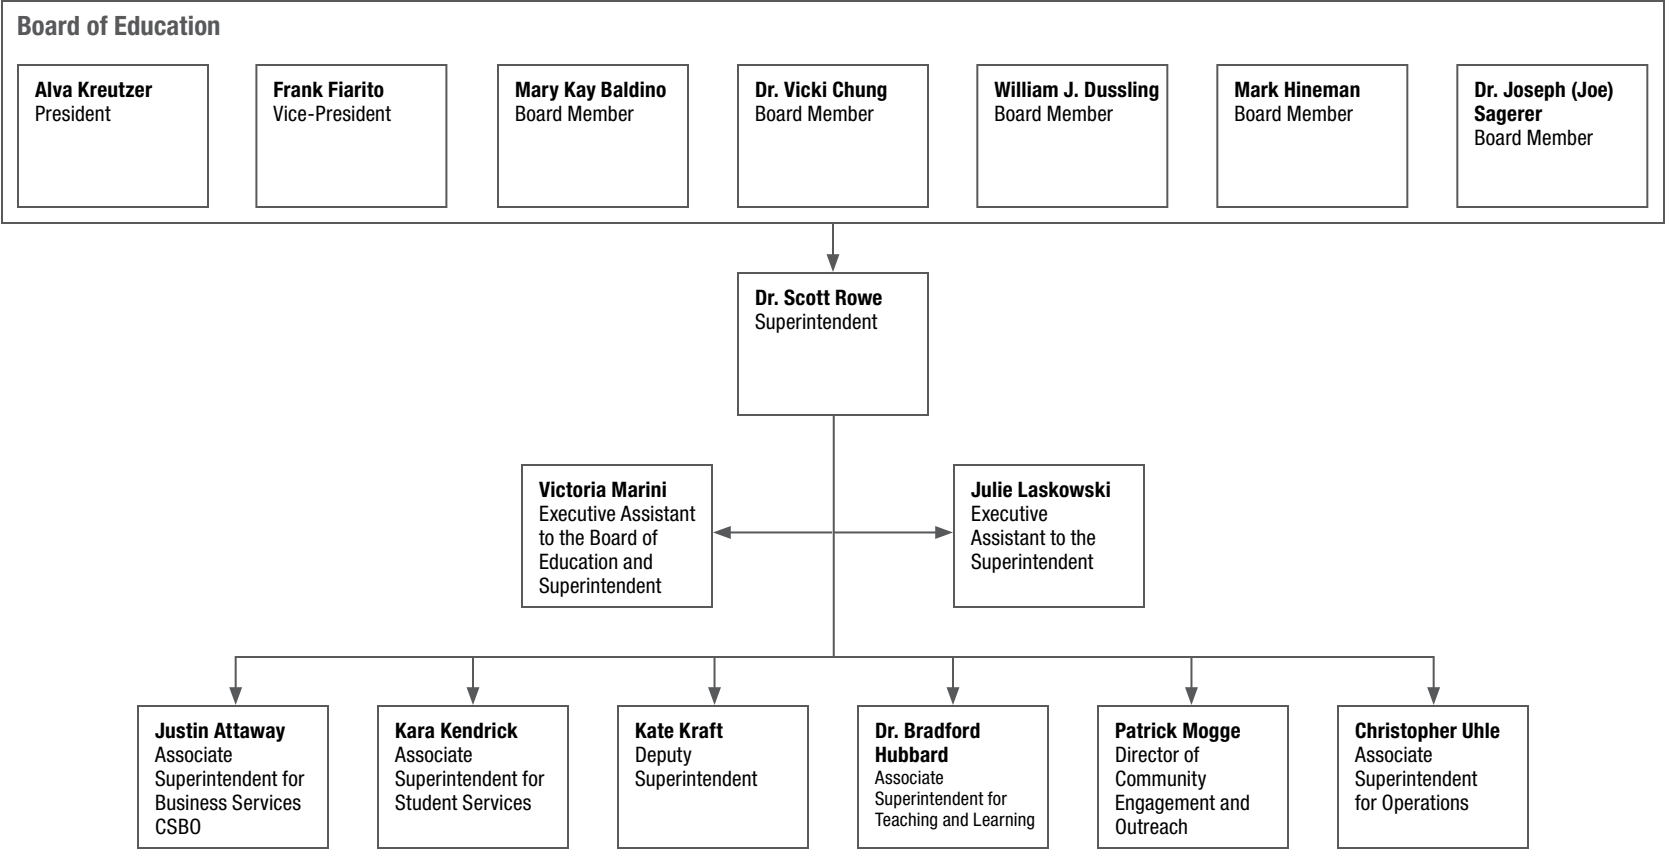 Board of Education
Alva Kreutzer
President
Frank Fiarito
Vice-President
Mary Kay Baldino
Board Member
Dr. Vicki Chung
Board Member
William J. Dussling
Board Member
Mark Hineman
Board Member
Dr. Joseph (Joe)
Sagerer
Board Member
Dr. Scott Rowe
Superintendent
Victoria Marini
Executive Assistant
to the Board of
Education and
Superintendent
Julie Laskowski
Executive
Assistant to the
Superintendent
Justin Attaway
Associate
Superintendent for
Business Services
CSBO
Kara Kendrick
Associate
Superintendent for
Student Services
Kate Kraft
Deputy
Superintendent
Dr. Bradford
Hubbard
Associate
Superintendent for
Teaching and Learning
Patrick Mogge
Director of
Community
Engagement and
Outreach
Christopher Uhle
Associate
Superintendent
for Operations